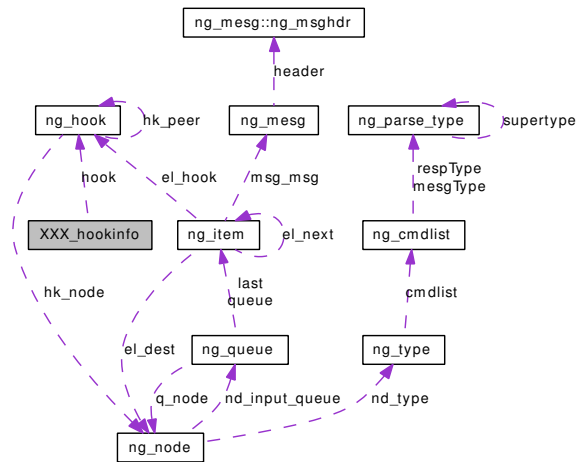 ng_mesg::ng_msghdr
header
ng_hook
hk_peer
ng_mesg
ng_parse_type
supertype
hook
el_hook
msg_msg
respType
mesgType
XXX_hookinfo
ng_item
el_next
ng_cmdlist
hk_node
last
queue
cmdlist
el_dest
ng_queue
ng_type
q_node
nd_input_queue
nd_type
ng_node